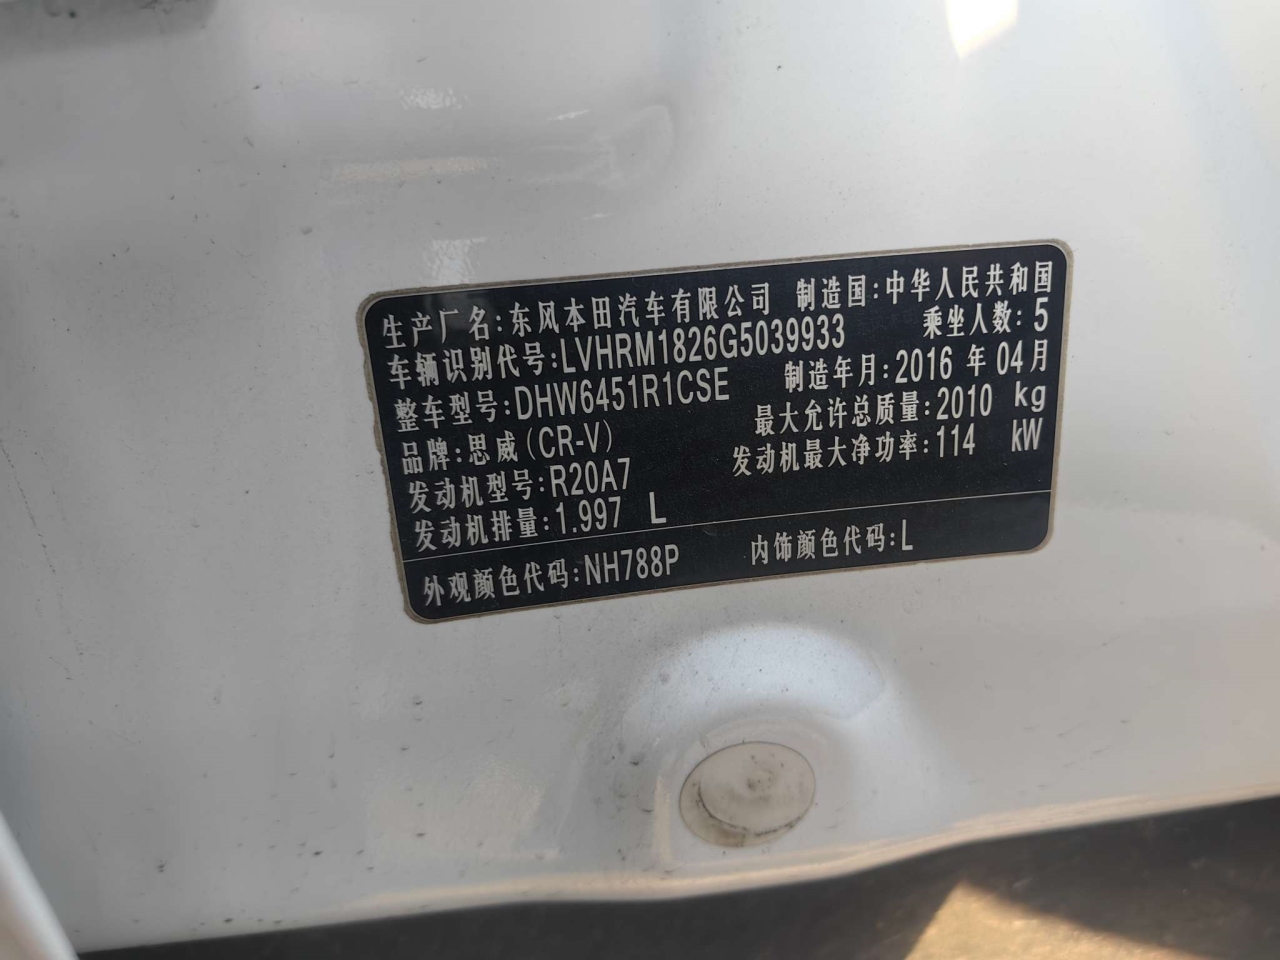 生产厂名:东风本田汽车有限公司 制造国:中华人民共和国
车辆识别代号:LVHRM1826G5039933 乘坐人数:5
整车型号:DHW6451R1CSE 制造年月:2016 年 04月
品牌:思威(CR-V) 最大允许总质量:2010 kg
发动机型号:R20A7 发动机最大净功率:114 kW
发动机排量:1.997 L
外观颜色代码:NH788P 内饰颜色代码:L